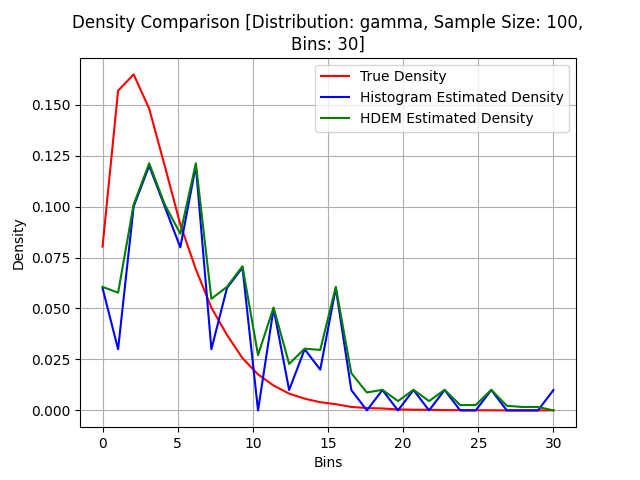 Density Comparison [Distribution: gamma, Sample Size: 100,
Bins: 30]
True Density
Histogram Estimated Density
HDEM Estimated Density
Density
0.150
0.125
0.100
0.075
0.050
0.025
0.000
0 5 10 15 20 25 30
Bins